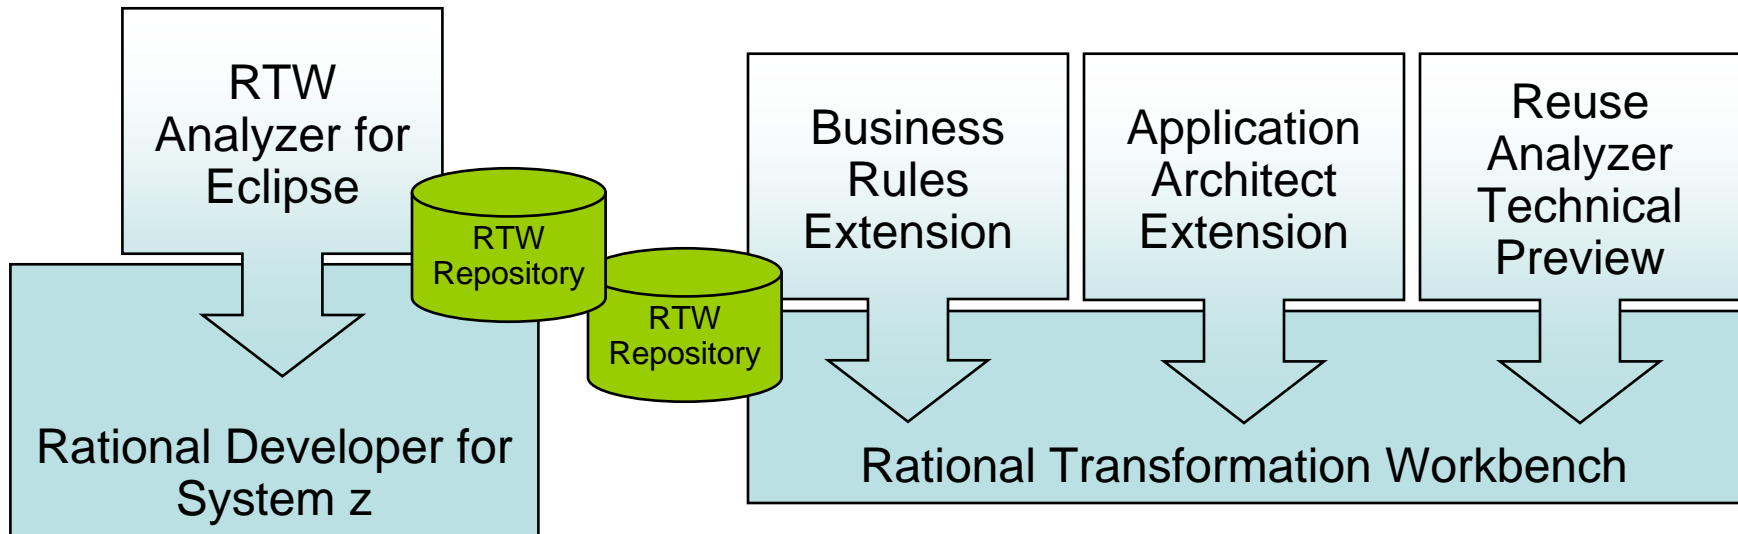 RTW
Analyzer for
Eclipse
RTW
Repository
RTW
Repository
Business
Rules
Extension
Application
Architect
Extension
Reuse
Analyzer
Technical
Preview
Rational Developer for
System z
Rational Transformation Workbench